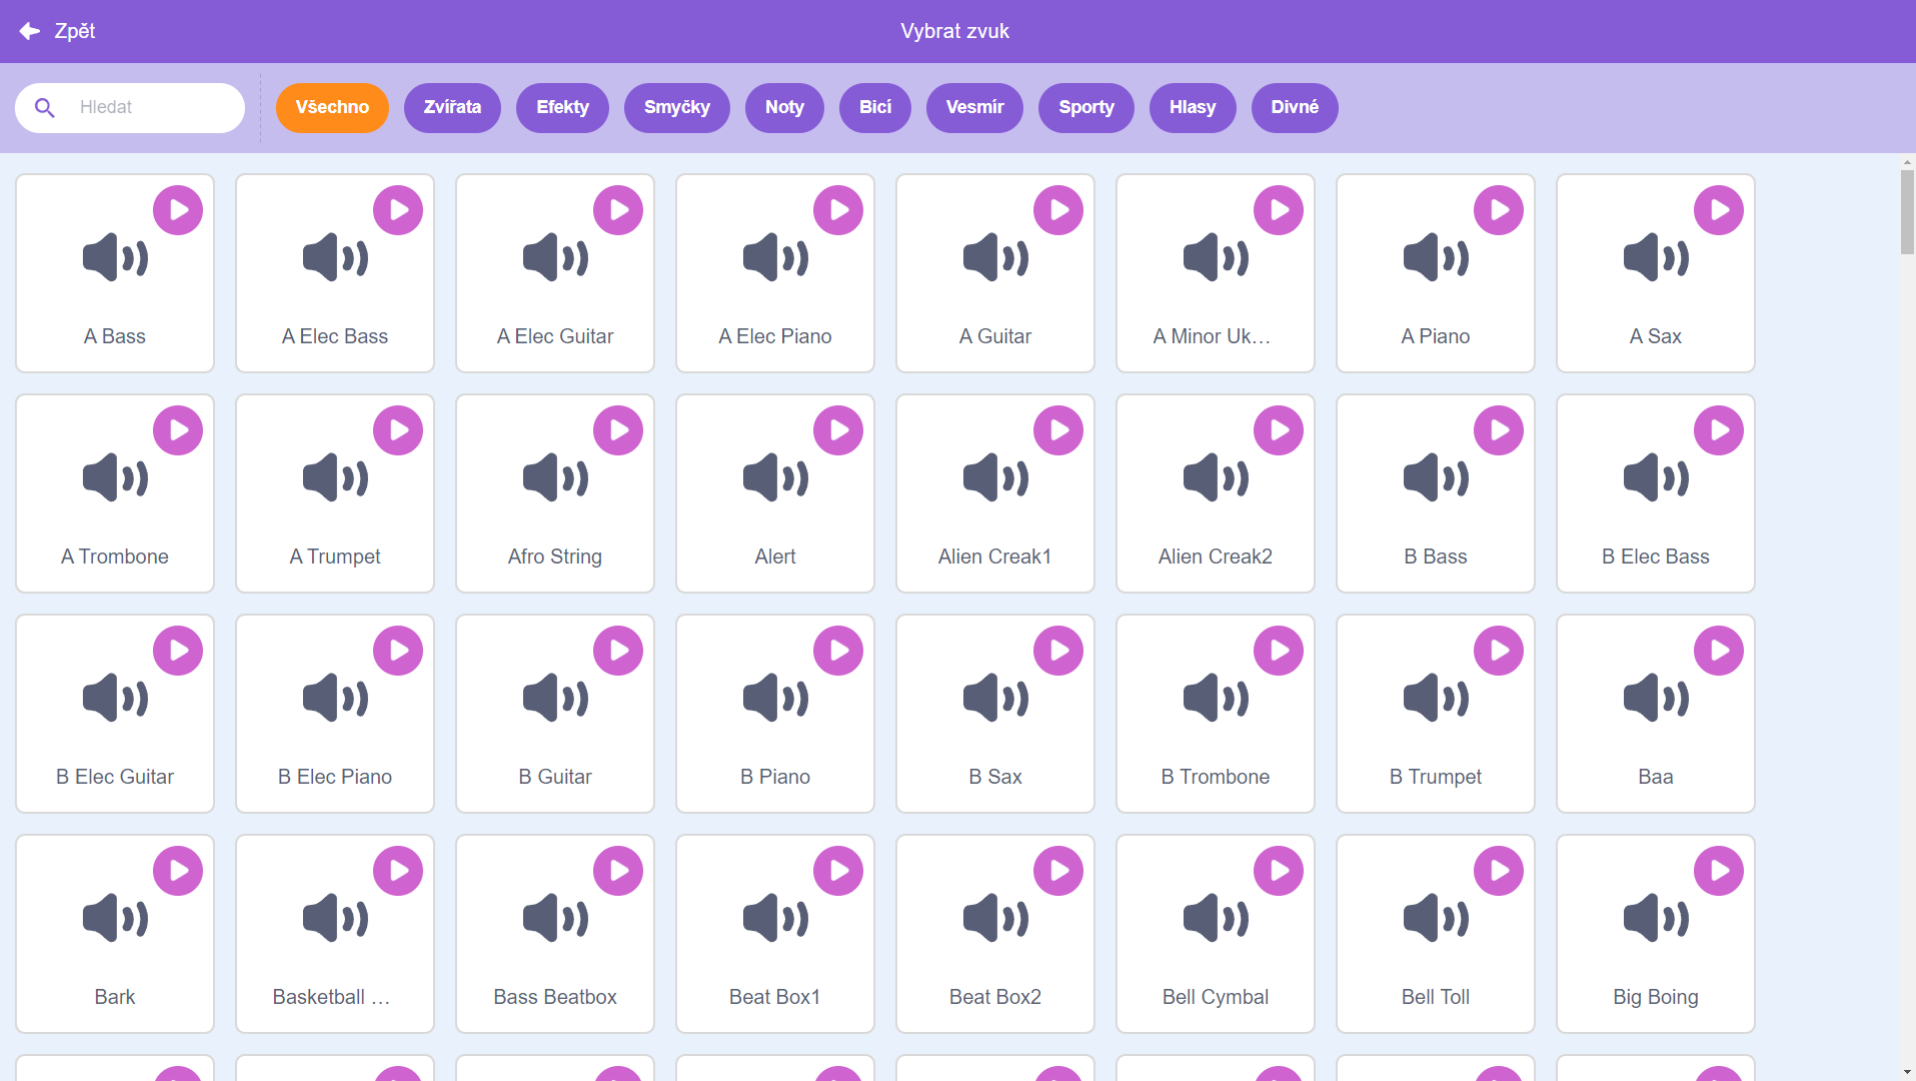 Zpět
Vybrat zvuk
Hledat
Všechno
Zvířata
Efekty
Smyčky
Noty
Bicí
Vesmír
Sporty
Hlasy
Divné
A Bass
A Elec Bass
A Elec Guitar
A Elec Piano
A Guitar
A Minor Uk…
A Piano
A Sax
A Trombone
A Trumpet
Afro String
Alert
Alien Creak1
Alien Creak2
B Bass
B Elec Bass
B Elec Guitar
B Elec Piano
B Guitar
B Piano
B Sax
B Trombone
B Trumpet
Baa
Bark
Basketball …
Bass Beatbox
Beat Box1
Beat Box2
Bell Cymbal
Bell Toll
Big Boing